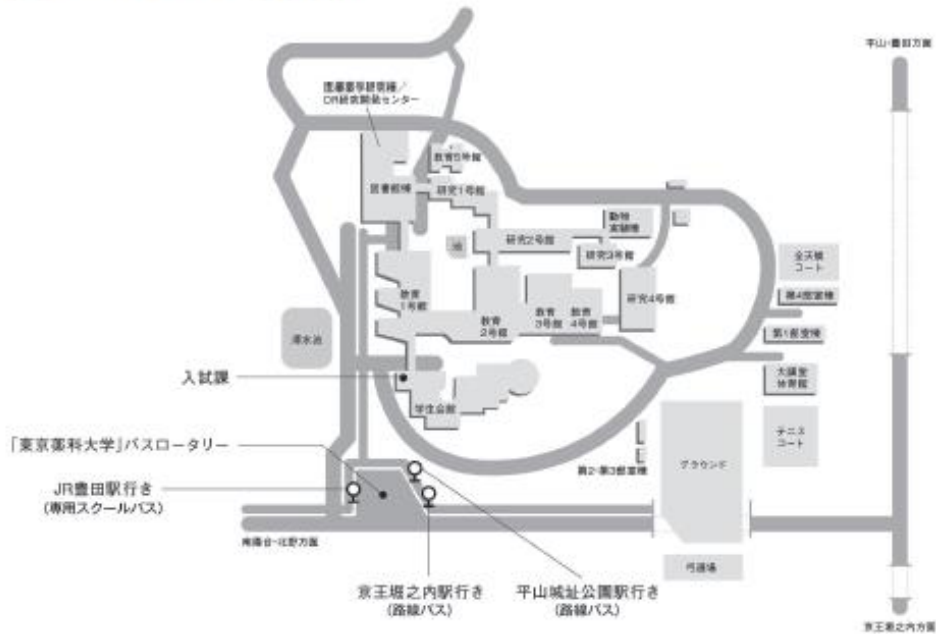 平山・豊田方面
医療薬学研究棟／
DR研究開発センター
教育5号館
図書館棟
研究1号館
動物
実験棟
研究2号館
池
研究3号館
全天候
コート
教育
1号館
研究4号館
第4部室棟
教育
2号館
教育
3号館
教育
4号館
第1部室棟
調水池
入試課
大講堂
体育館
学生会館
「東京薬科大学」バスロータリー
テニス
コート
第2・第3部室棟
グラウンド
JR豊田駅行き
(専用スクールバス)
南陽台・北野方面
京王堀之内駅行き
(路線バス)
平山城址公園駅行き
(路線バス)
弓道場
京王堀之内方面